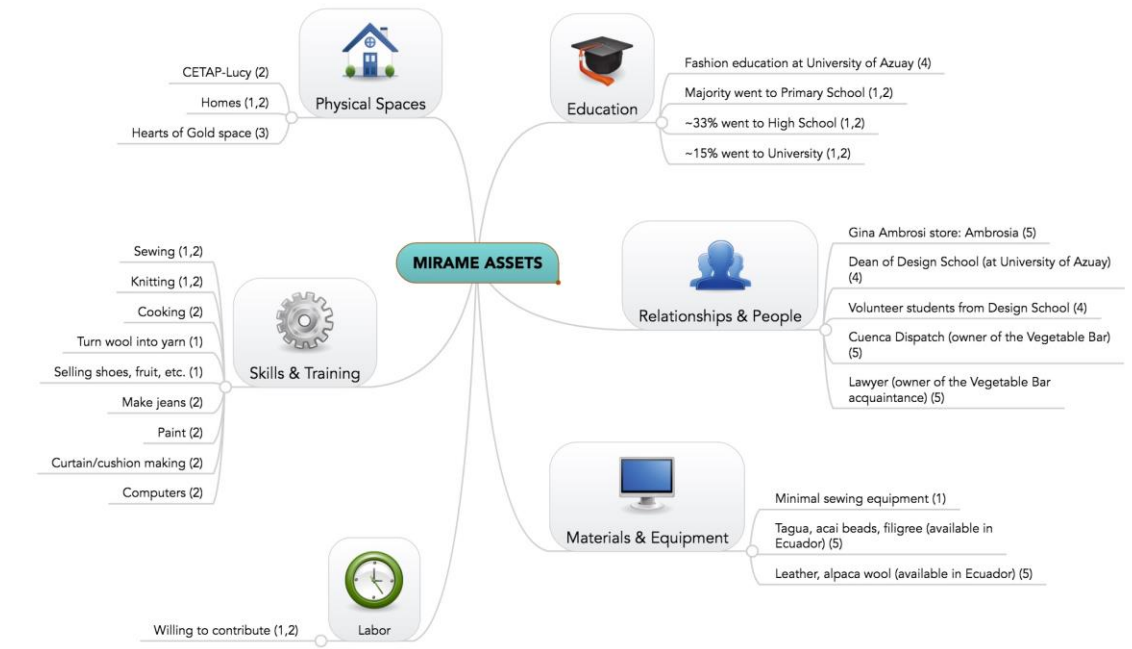 MIRAME ASSETS
Physical Spaces
CETAP-Lucy (2)
Homes (1,2)
Hearts of Gold space (3)
Education
Fashion education at University of Azuay (4)
Majority went to Primary School (1,2)
~33% went to High School (1,2)
~15% went to University (1,2)
Skills & Training
Sewing (1,2)
Knitting (1,2)
Cooking (2)
Turn wool into yarn (1)
Selling shoes, fruit, etc. (1)
Make jeans (2)
Paint (2)
Curtain/cushion making (2)
Computers (2)
Relationships & People
Gina Ambrosi store: Ambrosia (5)
Dean of Design School (at University of Azuay)
(4)
Volunteer students from Design School (4)
Cuenca Dispatch (owner of the Vegetable Bar)
(5)
Lawyer (owner of the Vegetable Bar
acquaintance) (5)
Materials & Equipment
Minimal sewing equipment (1)
Tagua, acai beads, filigree (available in
Ecuador) (5)
Leather, alpaca wool (available in Ecuador) (5)
Labor
Willing to contribute (1,2)